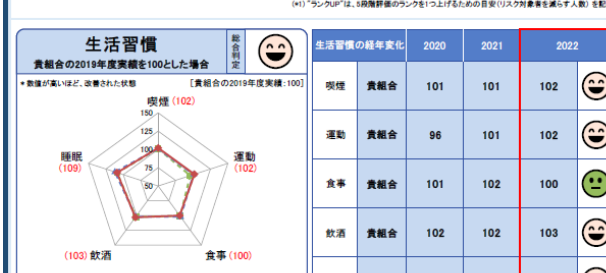 (*1) "ランクUP"は、5段階評価のランクを1つ上げるための目安(リスク対象者を減らす人数) を記
生活習慣
貴組合の2019年度実績を100とした場合
総合判定
*数値が高いほど、改善された状態
[貴組合の2019年度実績:100]
喫煙 (102)
150
125
100
75
50
睡眠
(109)
運動
(102)
(103) 飲酒
食事 (100)
生活習慣の経年変化 2020 2021 2022
喫煙 貴組合 101 101 102
運動 貴組合 96 101 102
食事 貴組合 101 102 100
飲酒 貴組合 102 102 103